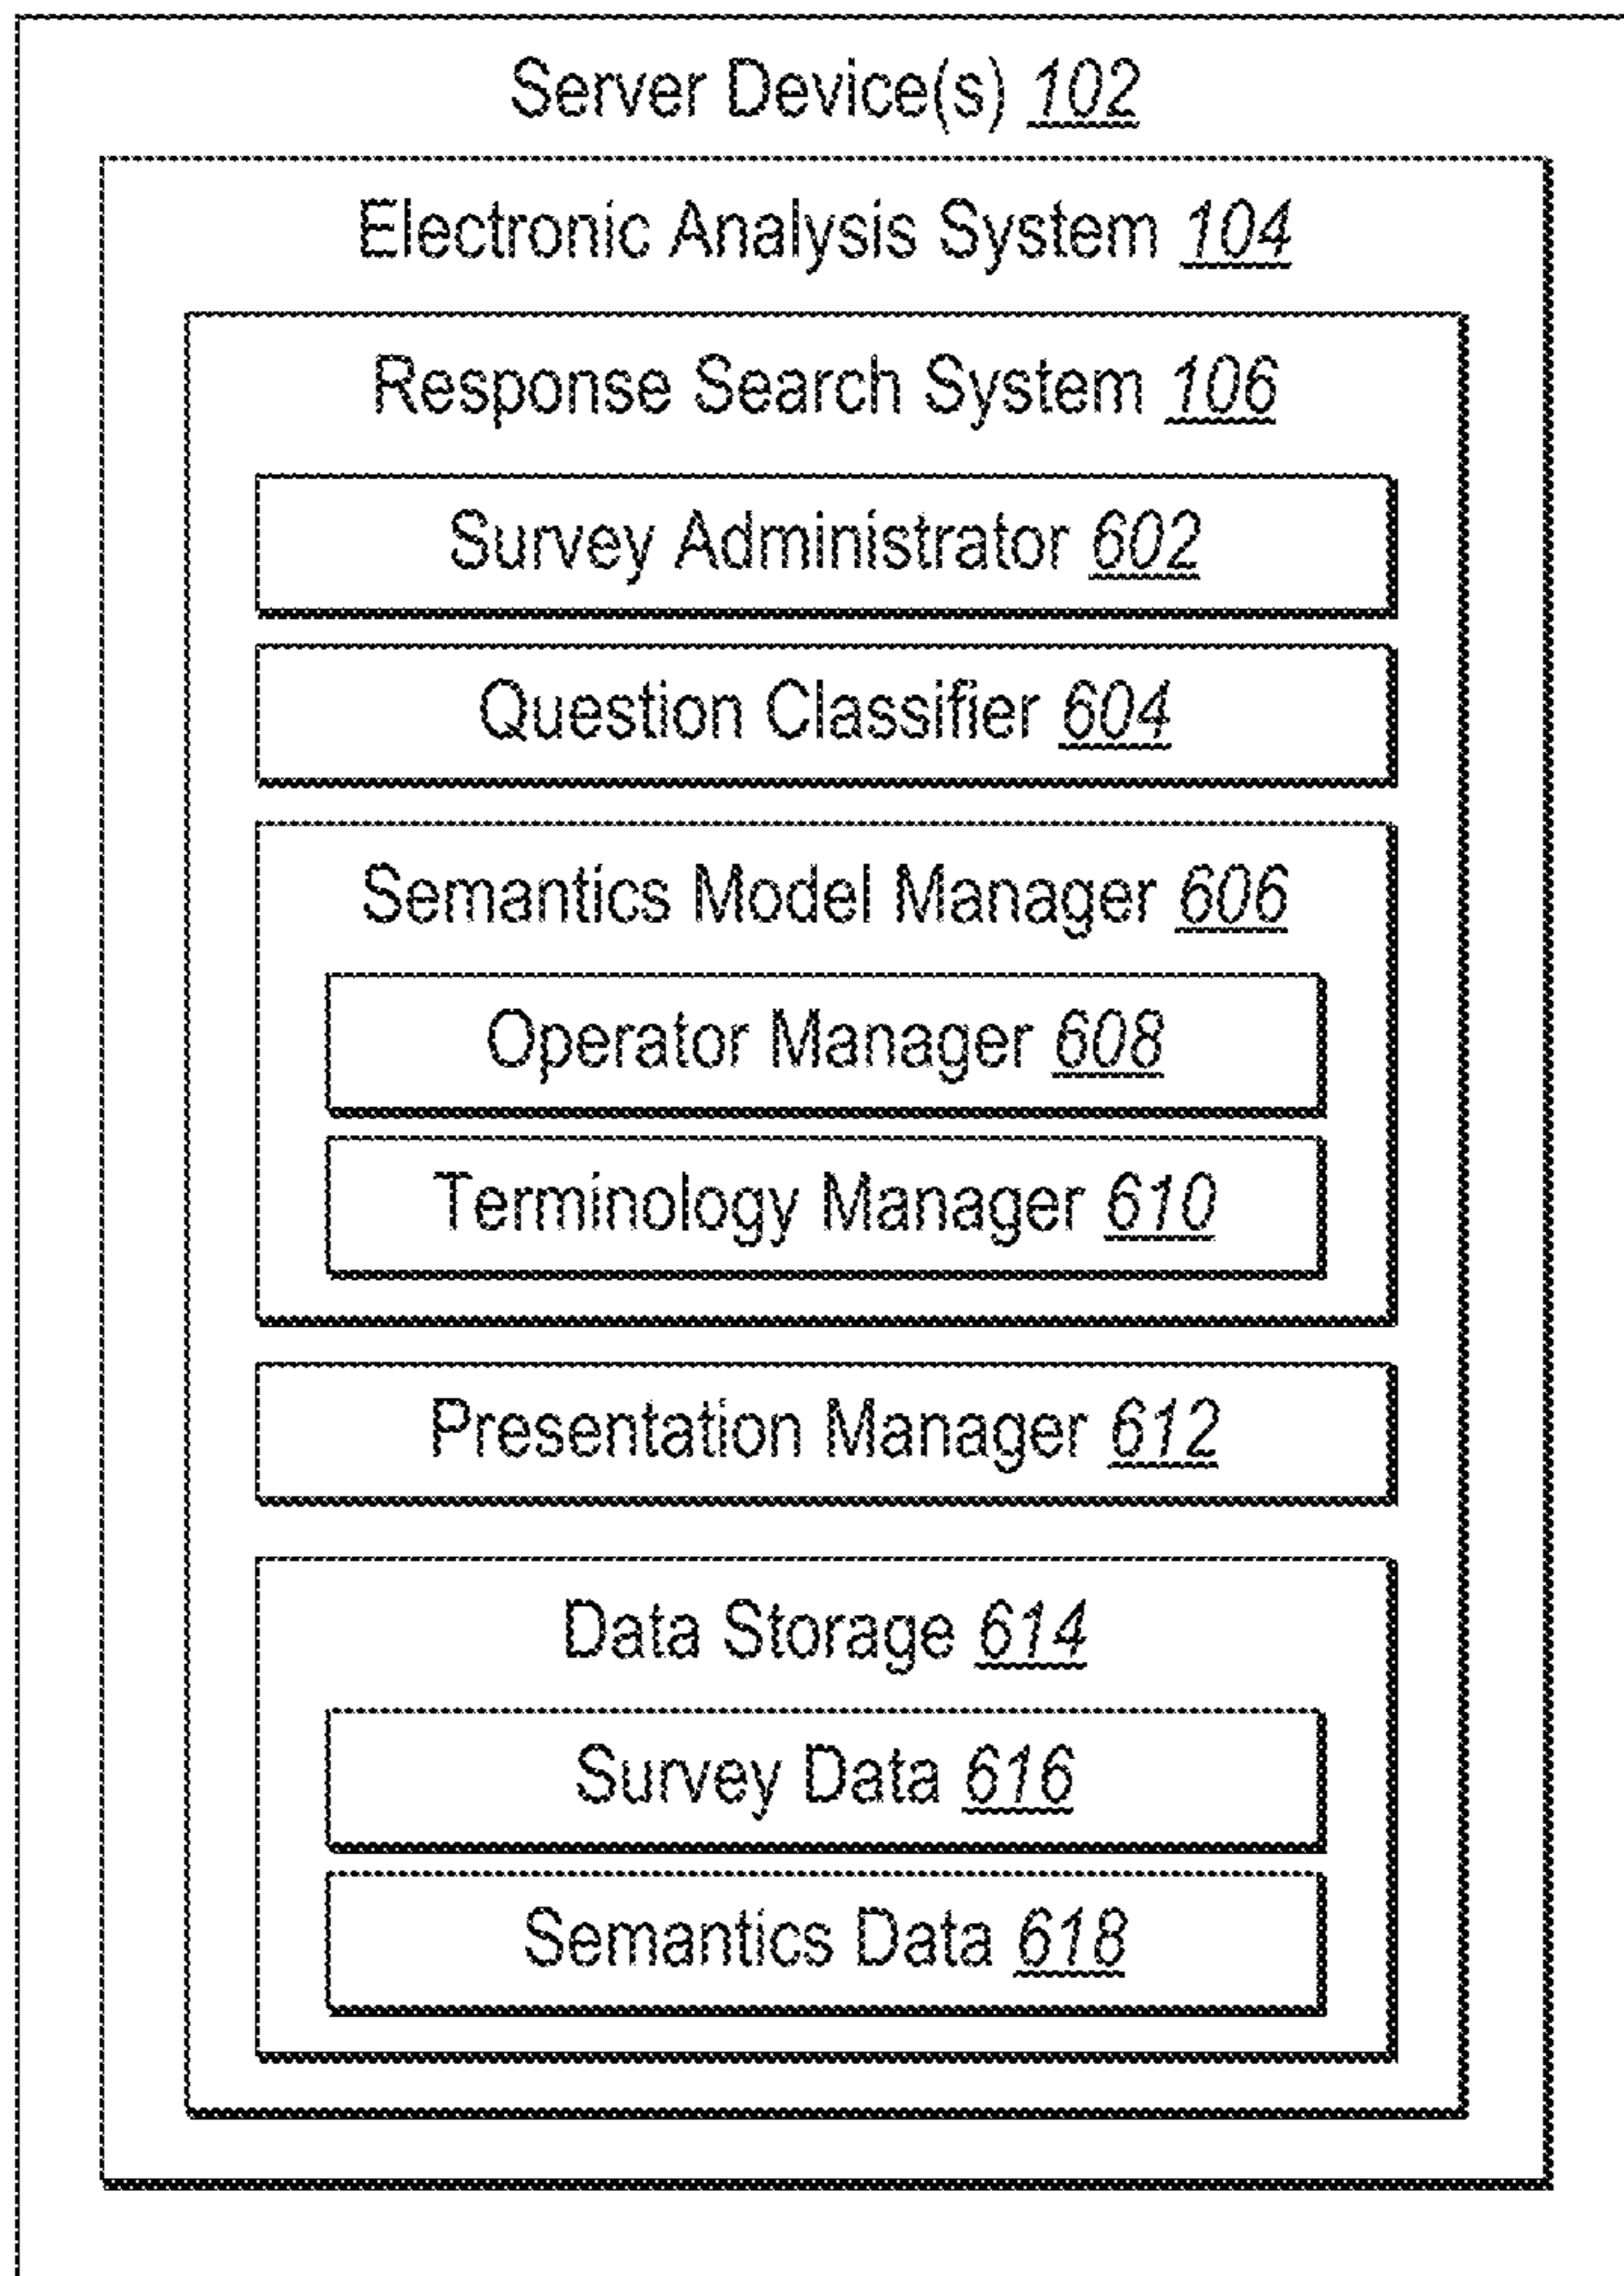 Server Device(s) 102
Electronic Analysis System 104
Response Search System 106
Survey Administrator 602
Question Classifier 604
Semantics Model Manager 606
Operator Manager 608
Terminology Manager 610
Presentation Manager 612
Data Storage 614
Survey Data 616
Semantics Data 618